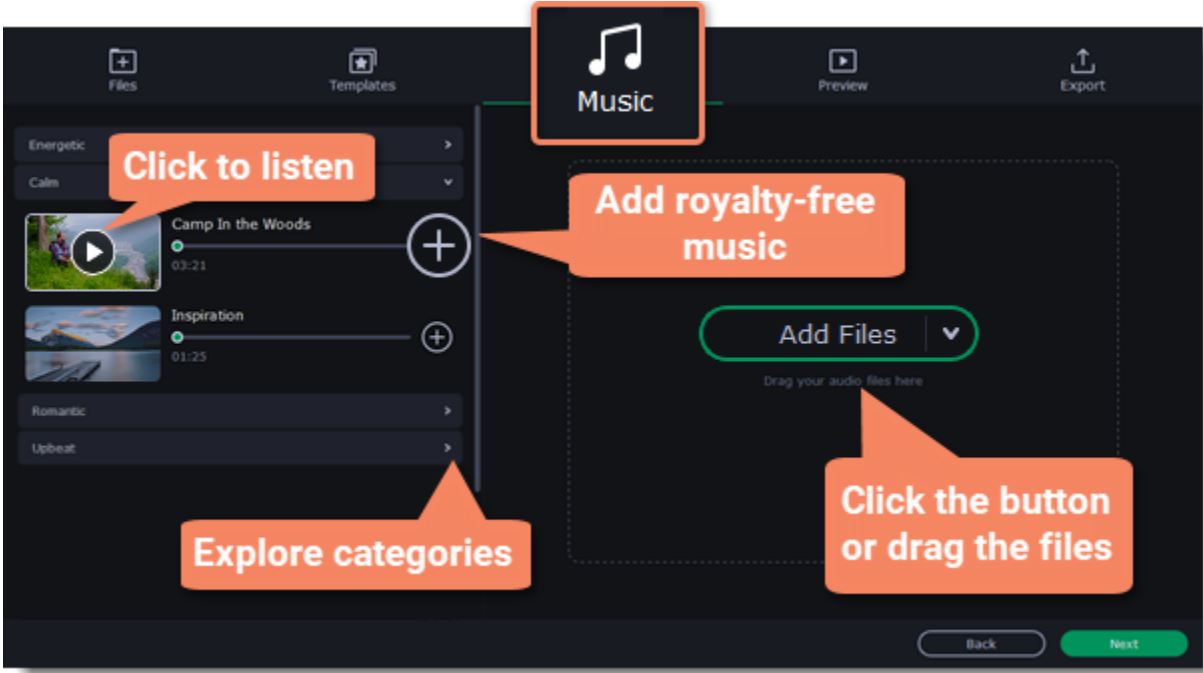 Files
Templates
Music
Preview
Export
Energetic
Click to listen
Calm
Camp In the Woods
03:21
Inspiration
01:25
Romantic
Upbeat
Explore categories
Add royalty-free
music
Add Files
Drag your audio files here
Click the button
or drag the files
Back
Next